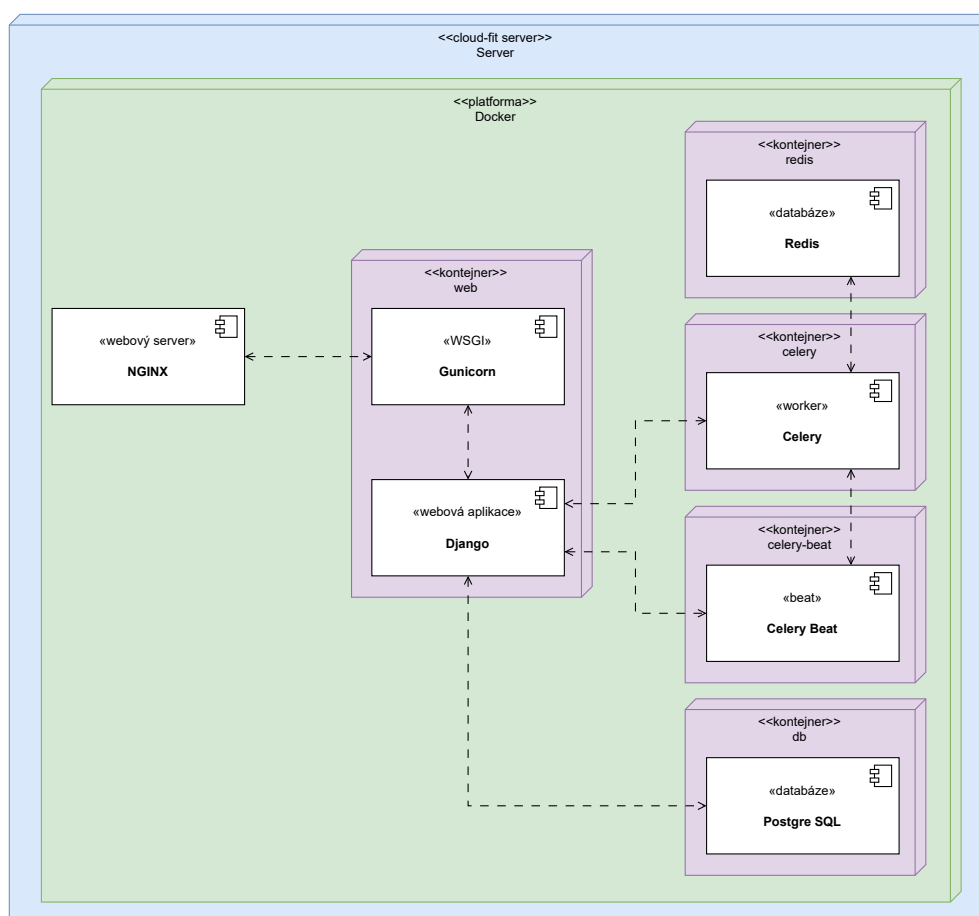 <<cloud-fit server>>
Server
<<platforma>>
Docker
<<kontejner>>
redis
«databáze»
Redis
<<kontejner>>
web
«webový server»
NGINX
«WSGI»
Gunicorn
<<kontejner>>
celery
«worker»
Celery
«webová aplikace»
Django
<<kontejner>>
celery-beat
«beat»
Celery Beat
<<kontejner>>
db
«databáze»
Postgre SQL